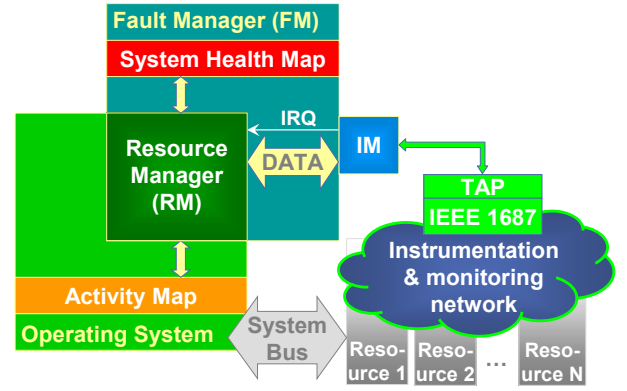 Fault Manager (FM)
System Health Map
IRQ
Resource
Manager
(RM)
DATA
IM
TAP
IEEE 1687
Instrumentation
& monitoring
network
Activity Map
Operating System
System
Bus
Reso-
urce 1
Reso-
urce 2
...
Reso-
urce N